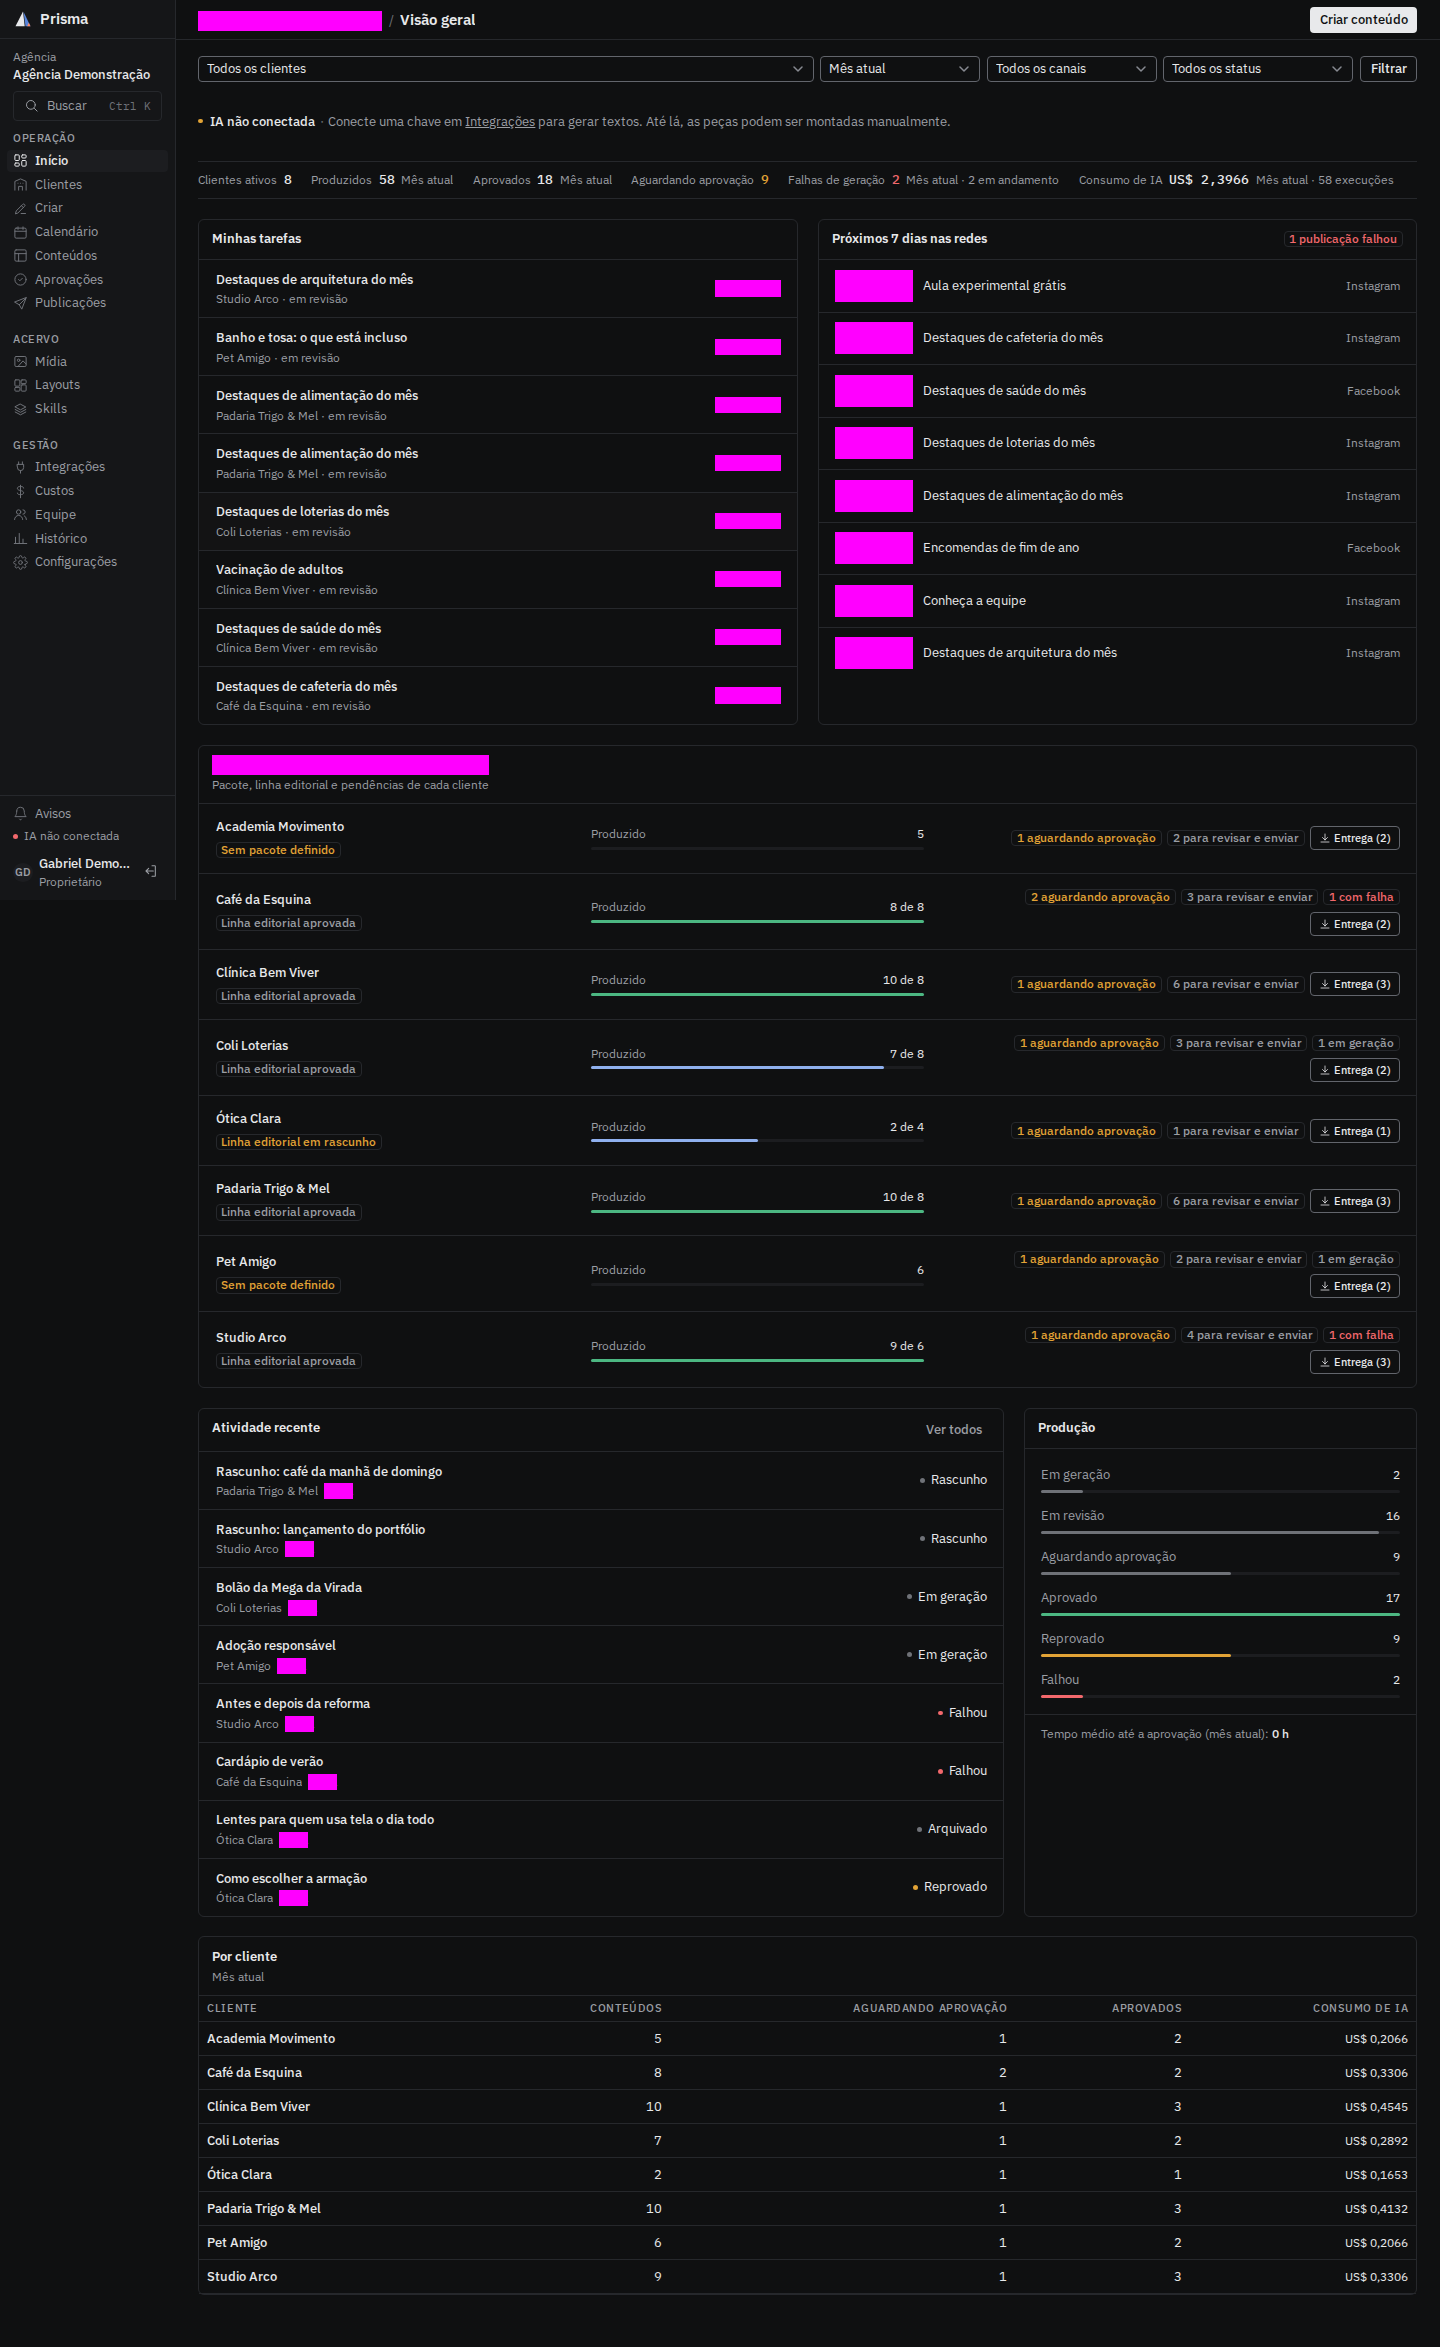 Prisma
Agência
Agência Demonstração
Buscar Ctrl K
OPERAÇÃO
Início
Clientes
Criar
Calendário
Conteúdos
Aprovações
Publicações
ACERVO
Mídia
Layouts
Skills
GESTÃO
Integrações
Custos
Equipe
Histórico
Configurações
Avisos
IA não conectada
GD Gabriel Demo...
Proprietário
/ Visão geral
Criar conteúdo
Todos os clientes
Mês atual
Todos os canais
Todos os status
Filtrar
IA não conectada · Conecte uma chave em Integrações para gerar textos. Até lá, as peças podem ser montadas manualmente.
Clientes ativos 8 Produzidos 58 Mês atual Aprovados 18 Mês atual Aguardando aprovação 9 Falhas de geração 2 Mês atual · 2 em andamento Consumo de IA US$ 2,3966 Mês atual · 58 execuções
Minhas tarefas
Destaques de arquitetura do mês
Studio Arco · em revisão
Banho e tosa: o que está incluso
Pet Amigo · em revisão
Destaques de alimentação do mês
Padaria Trigo & Mel · em revisão
Destaques de alimentação do mês
Padaria Trigo & Mel · em revisão
Destaques de loterias do mês
Coli Loterias · em revisão
Vacinação de adultos
Clínica Bem Viver · em revisão
Destaques de saúde do mês
Clínica Bem Viver · em revisão
Destaques de cafeteria do mês
Café da Esquina · em revisão
Próximos 7 dias nas redes
1 publicação falhou
Aula experimental grátis Instagram
Destaques de cafeteria do mês Instagram
Destaques de saúde do mês Facebook
Destaques de loterias do mês Instagram
Destaques de alimentação do mês Instagram
Encomendas de fim de ano Facebook
Conheça a equipe Instagram
Destaques de arquitetura do mês Instagram
Pacote, linha editorial e pendências de cada cliente
Academia Movimento
Sem pacote definido
Produzido 5
1 aguardando aprovação 2 para revisar e enviar Entrega (2)
Café da Esquina
Linha editorial aprovada
Produzido 8 de 8
2 aguardando aprovação 3 para revisar e enviar 1 com falha
Entrega (2)
Clínica Bem Viver
Linha editorial aprovada
Produzido 10 de 8
1 aguardando aprovação 6 para revisar e enviar Entrega (3)
Coli Loterias
Linha editorial aprovada
Produzido 7 de 8
1 aguardando aprovação 3 para revisar e enviar 1 em geração
Entrega (2)
Ótica Clara
Linha editorial em rascunho
Produzido 2 de 4
1 aguardando aprovação 1 para revisar e enviar Entrega (1)
Padaria Trigo & Mel
Linha editorial aprovada
Produzido 10 de 8
1 aguardando aprovação 6 para revisar e enviar Entrega (3)
Pet Amigo
Sem pacote definido
Produzido 6
1 aguardando aprovação 2 para revisar e enviar 1 em geração
Entrega (2)
Studio Arco
Linha editorial aprovada
Produzido 9 de 6
1 aguardando aprovação 4 para revisar e enviar 1 com falha
Entrega (3)
Atividade recente
Ver todos
Rascunho: café da manhã de domingo
Padaria Trigo & Mel
Rascunho
Rascunho: lançamento do portfólio
Studio Arco
Rascunho
Bolão da Mega da Virada
Coli Loterias
Em geração
Adoção responsável
Pet Amigo
Em geração
Antes e depois da reforma
Studio Arco
Falhou
Cardápio de verão
Café da Esquina
Falhou
Lentes para quem usa tela o dia todo
Ótica Clara
Arquivado
Como escolher a armação
Ótica Clara
Reprovado
Produção
Em geração 2
Em revisão 16
Aguardando aprovação 9
Aprovado 17
Reprovado 9
Falhou 2
Tempo médio até a aprovação (mês atual): 0 h
Por cliente
Mês atual
CLIENTE CONTEÚDOS AGUARDANDO APROVAÇÃO APROVADOS CONSUMO DE IA
Academia Movimento 5 1 2 US$ 0,2066
Café da Esquina 8 2 2 US$ 0,3306
Clínica Bem Viver 10 1 3 US$ 0,4545
Coli Loterias 7 1 2 US$ 0,2892
Ótica Clara 2 1 1 US$ 0,1653
Padaria Trigo & Mel 10 1 3 US$ 0,4132
Pet Amigo 6 1 2 US$ 0,2066
Studio Arco 9 1 3 US$ 0,3306